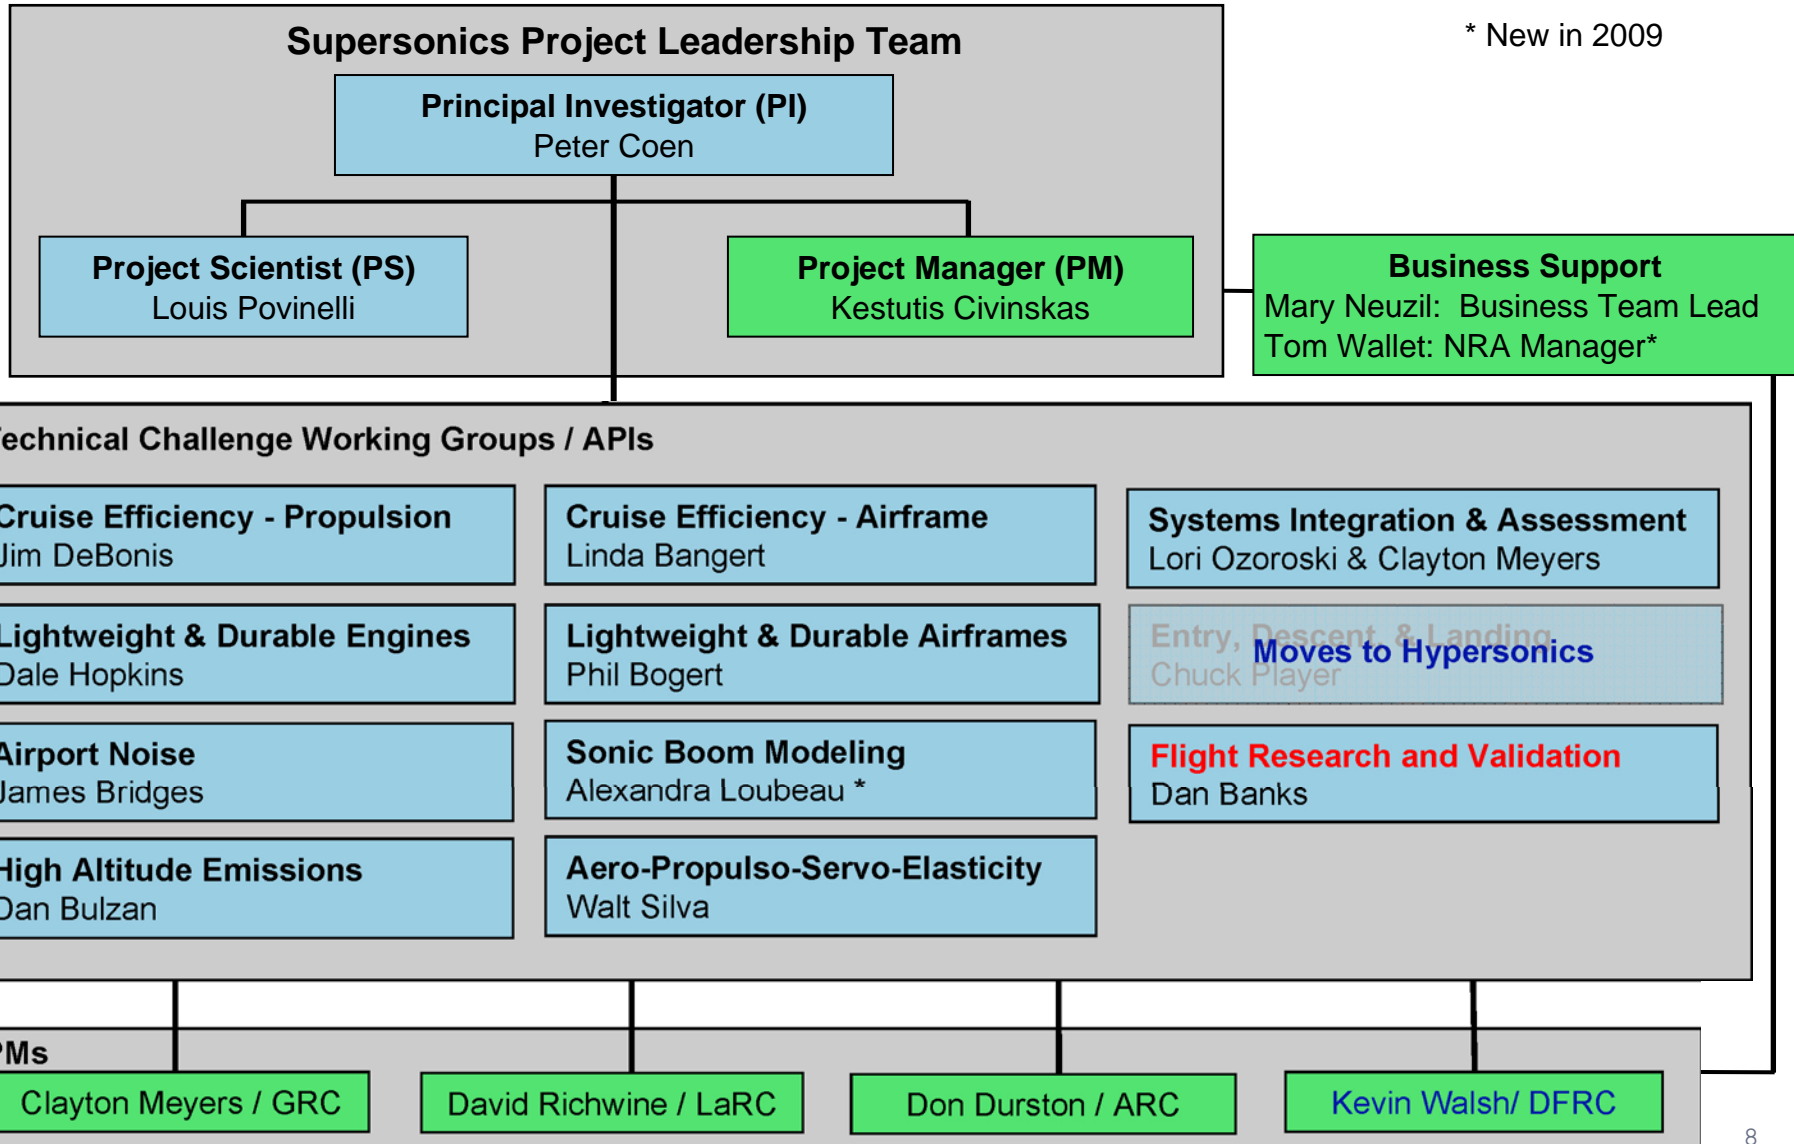 Supersonics Project Leadership Team
* New in 2009
Principal Investigator (PI)
Peter Coen
Project Scientist (PS)
Louis Povinelli
Project Manager (PM)
Kestutis Civinskas
Business Support
Mary Neuzil: Business Team Lead
Tom Wallet: NRA Manager*
Technical Challenge Working Groups / APIs
Cruise Efficiency - Propulsion
Jim DeBonis
Cruise Efficiency - Airframe
Linda Bangert
Systems Integration & Assessment
Lori Ozoroski & Clayton Meyers
Lightweight & Durable Engines
Dale Hopkins
Lightweight & Durable Airframes
Phil Bogert
Entry, Descent, & Landing
Moves to Hypersonics
Chuck Player
Airport Noise
James Bridges
Sonic Boom Modeling
Alexandra Loubeau *
Flight Research and Validation
Dan Banks
High Altitude Emissions
Dan Bulzan
Aero-Propulso-Servo-Elasticity
Walt Silva
PMs
Clayton Meyers / GRC
David Richwine / LaRC
Don Durston / ARC
Kevin Walsh/ DFRC
8